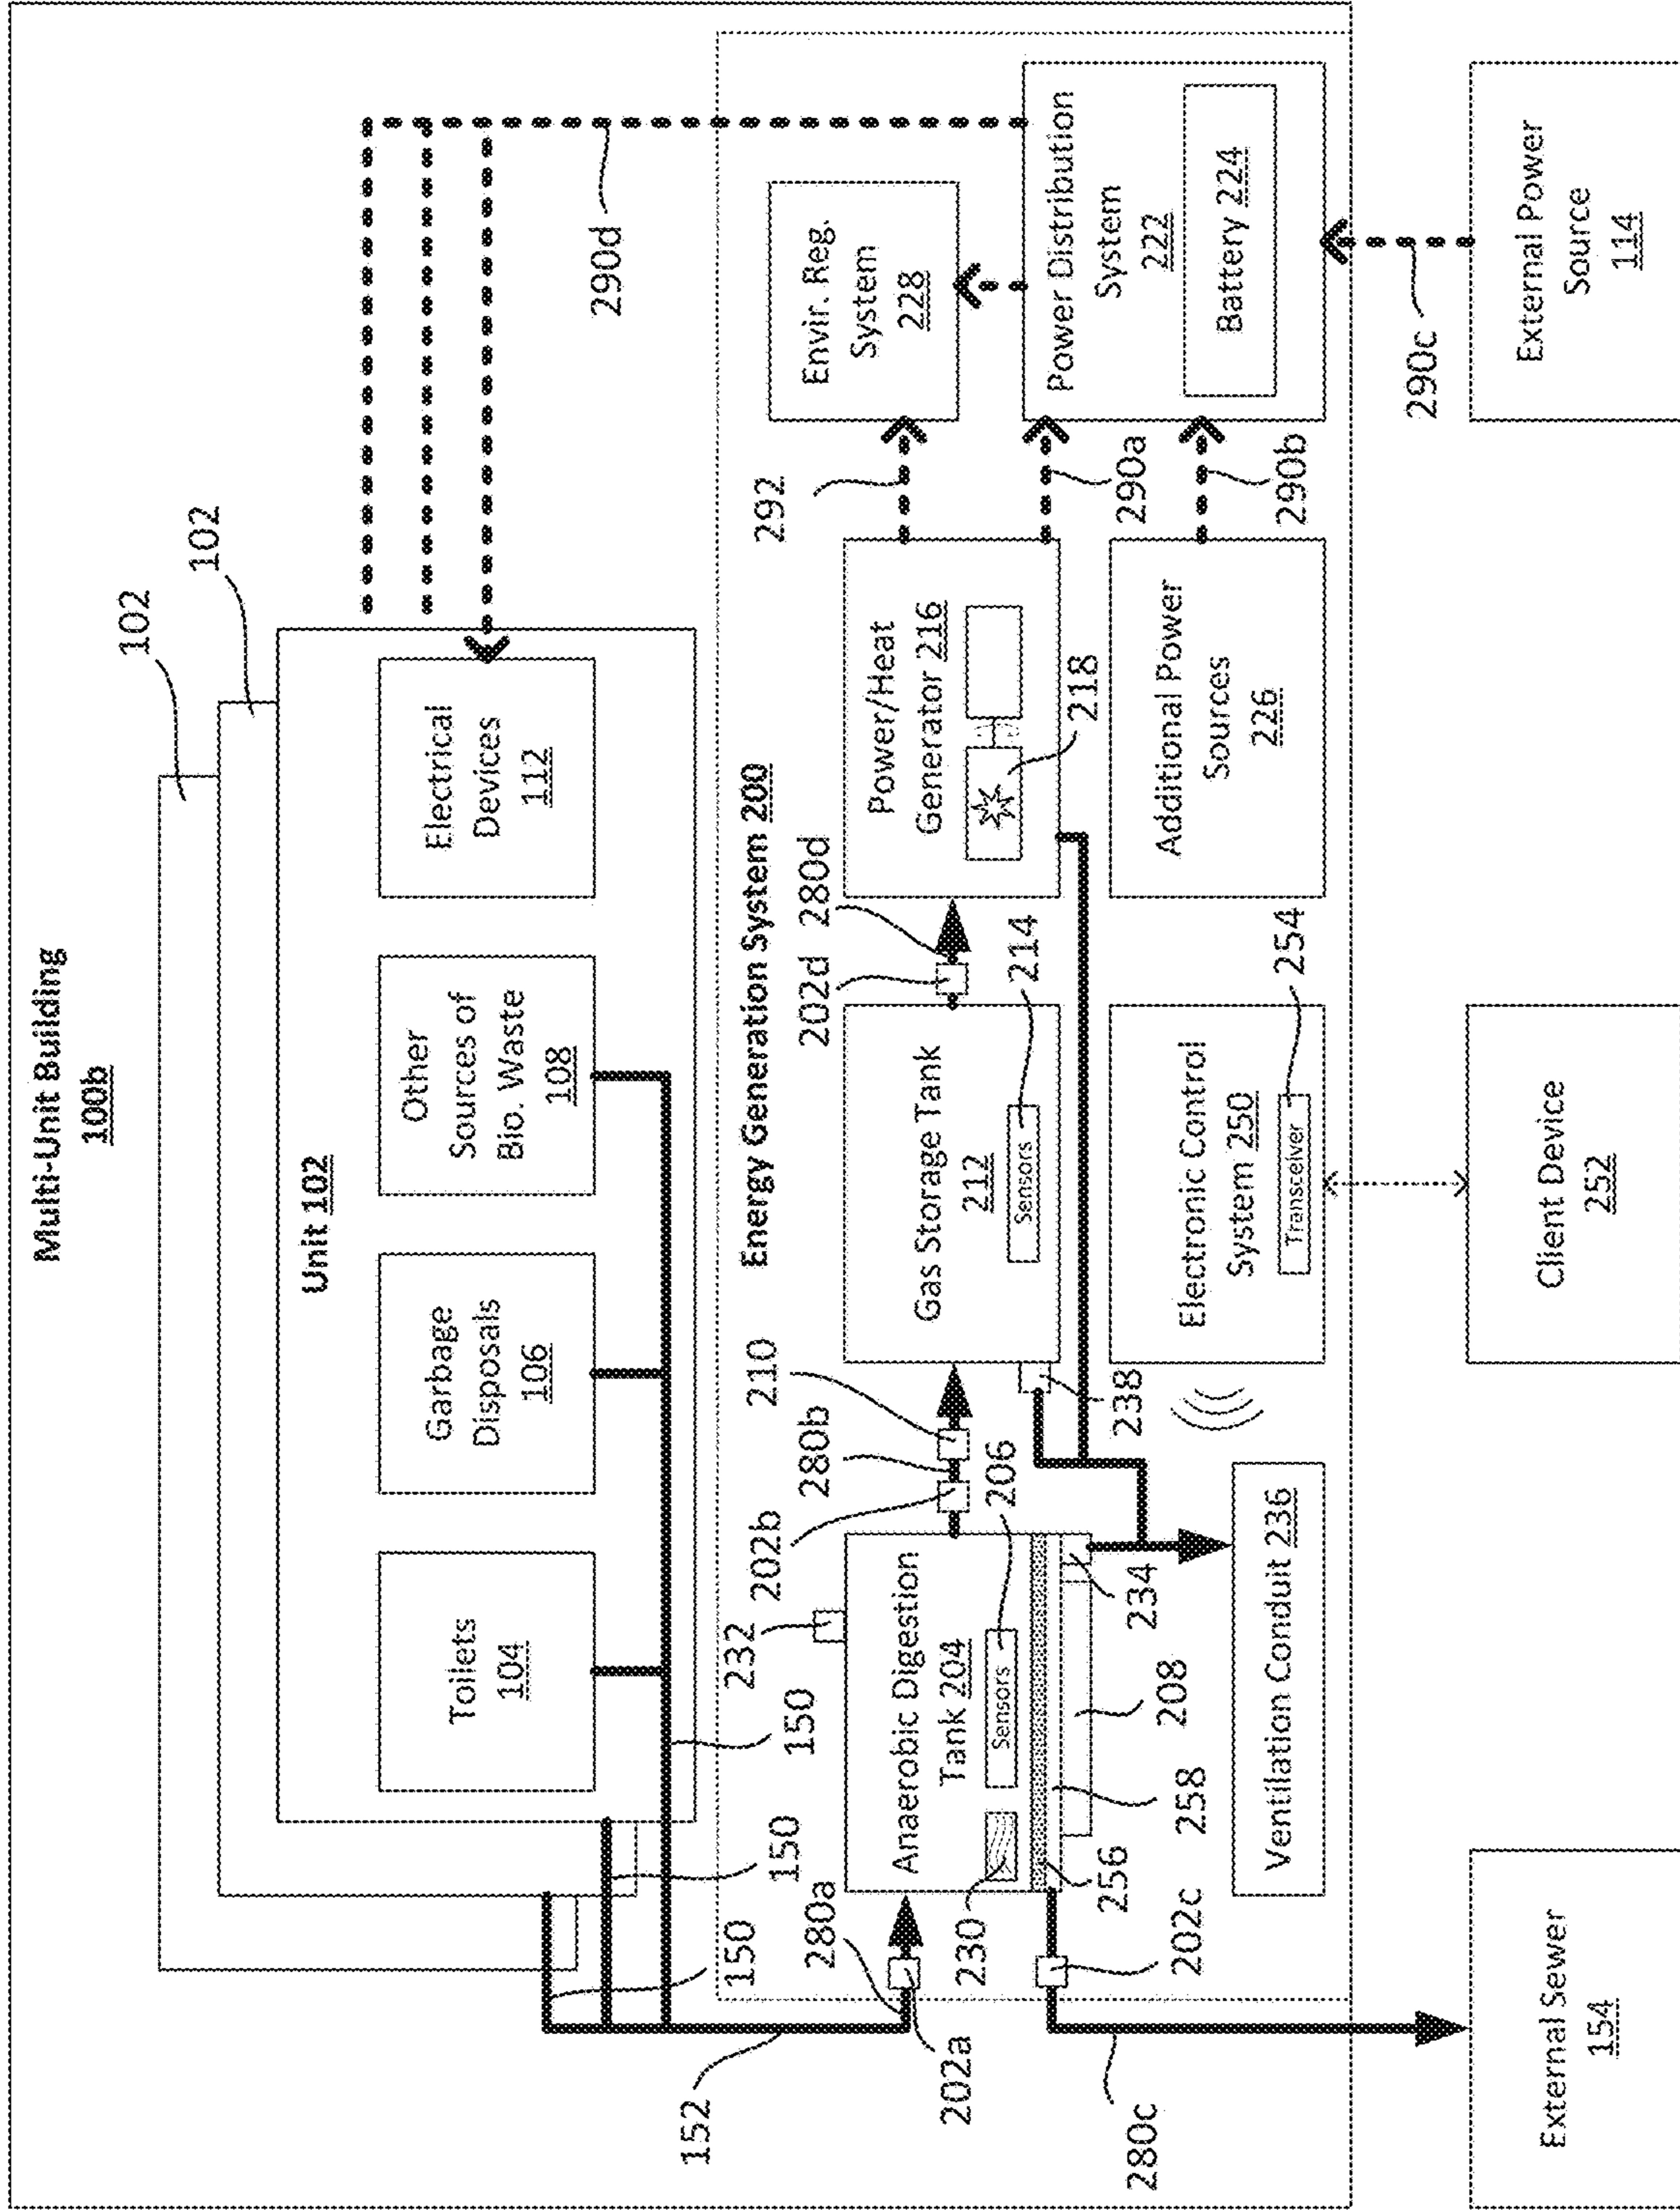 Multi-Unit Building
100b
102
102
Unit 102
Toilets
104
Garbage
Disposals
106
Other
Sources of
Bio. Waste
108
Electrical
Devices
112
150
150
150
152
290d
Energy Generation System 200
280a
202a
232
Anaerobic Digestion
Tank 204
Sensors
206
230
256
258
208
234
202c
280c
202b
280b
210
Gas Storage Tank
212
Sensors
214
238
202d
280d
Power/Heat
Generator 216
218
292
290a
290b
Envir. Reg.
System
228
Power Distribution
System
222
Battery 224
Ventilation Conduit 236
Electronic Control
System 250
Transceiver
254
Additional Power
Sources
226
290c
External Sewer
154
Client Device
252
External Power
Source
114